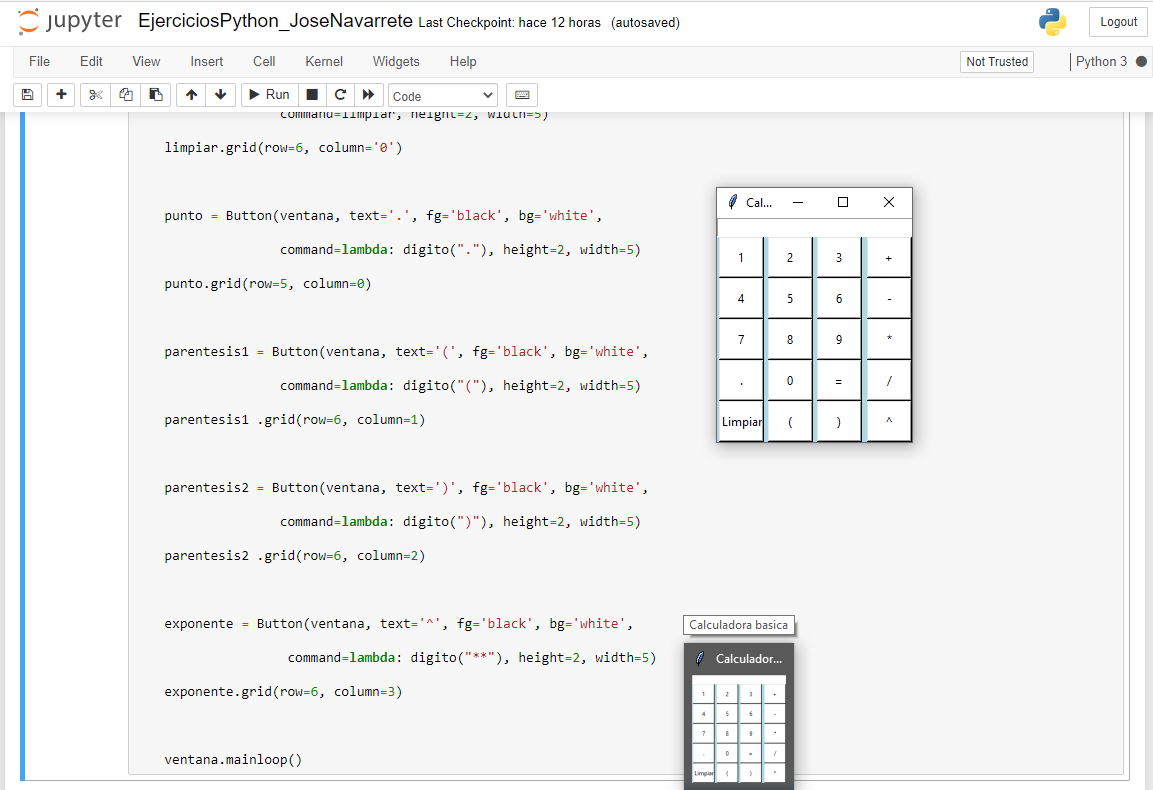 jupyter EjerciciosPython_JoseNavarrete Last Checkpoint: hace 12 horas (autosaved) Logout
File Edit View Insert Cell Kernel Widgets Help Not Trusted Python 3
Run Code
command=limpiar, height=2, width=5)
limpiar.grid(row=6, column='0')
punto = Button(ventana, text='.', fg='black', bg='white',
command=lambda: digito("."), height=2, width=5)
punto.grid(row=5, column=0)
parentesis1 = Button(ventana, text='(', fg='black', bg='white',
command=lambda: digito("("), height=2, width=5)
parentesis1 .grid(row=6, column=1)
parentesis2 = Button(ventana, text=')', fg='black', bg='white',
command=lambda: digito(")"), height=2, width=5)
parentesis2 .grid(row=6, column=2)
exponente = Button(ventana, text='^', fg='black', bg='white',
command=lambda: digito("**"), height=2, width=5)
exponente.grid(row=6, column=3)
ventana.mainloop()
Cal...
1 2 3 +
4 5 6 -
7 8 9 *
. 0 = /
Limpiar ( ) ^
Calculadora basica
Calculador...
1 2 3 +
4 5 6 -
7 8 9 *
. 0 = /
Limpiar ( ) ^